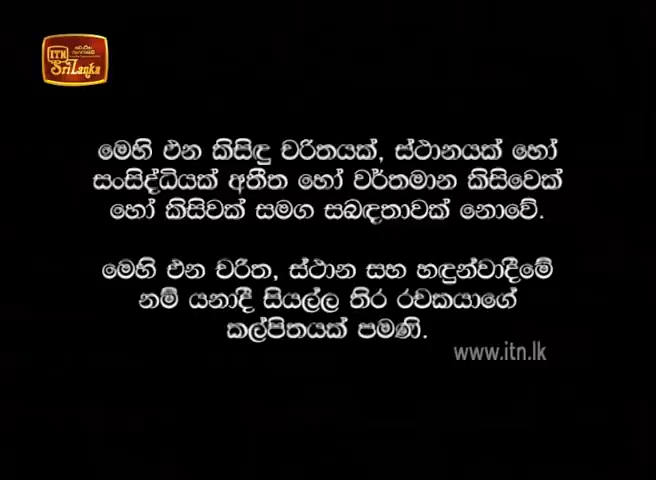 ITN
SriLanka
මෙහි එන කිසිඳු චරිතයක්, ස්ථානයක් හෝ
සංසිද්ධියක් අතීත හෝ වර්තමාන කිසිවෙක්
හෝ කිසිවක් සමග සබඳතාවක් නොවේ.
මෙහි එන චරිත, ස්ථාන සහ හඳුන්වාදීමේ
නම් යනාදී සියල්ල තිර රචකයාගේ
කල්පිතයක් පමණි.
www.itn.lk